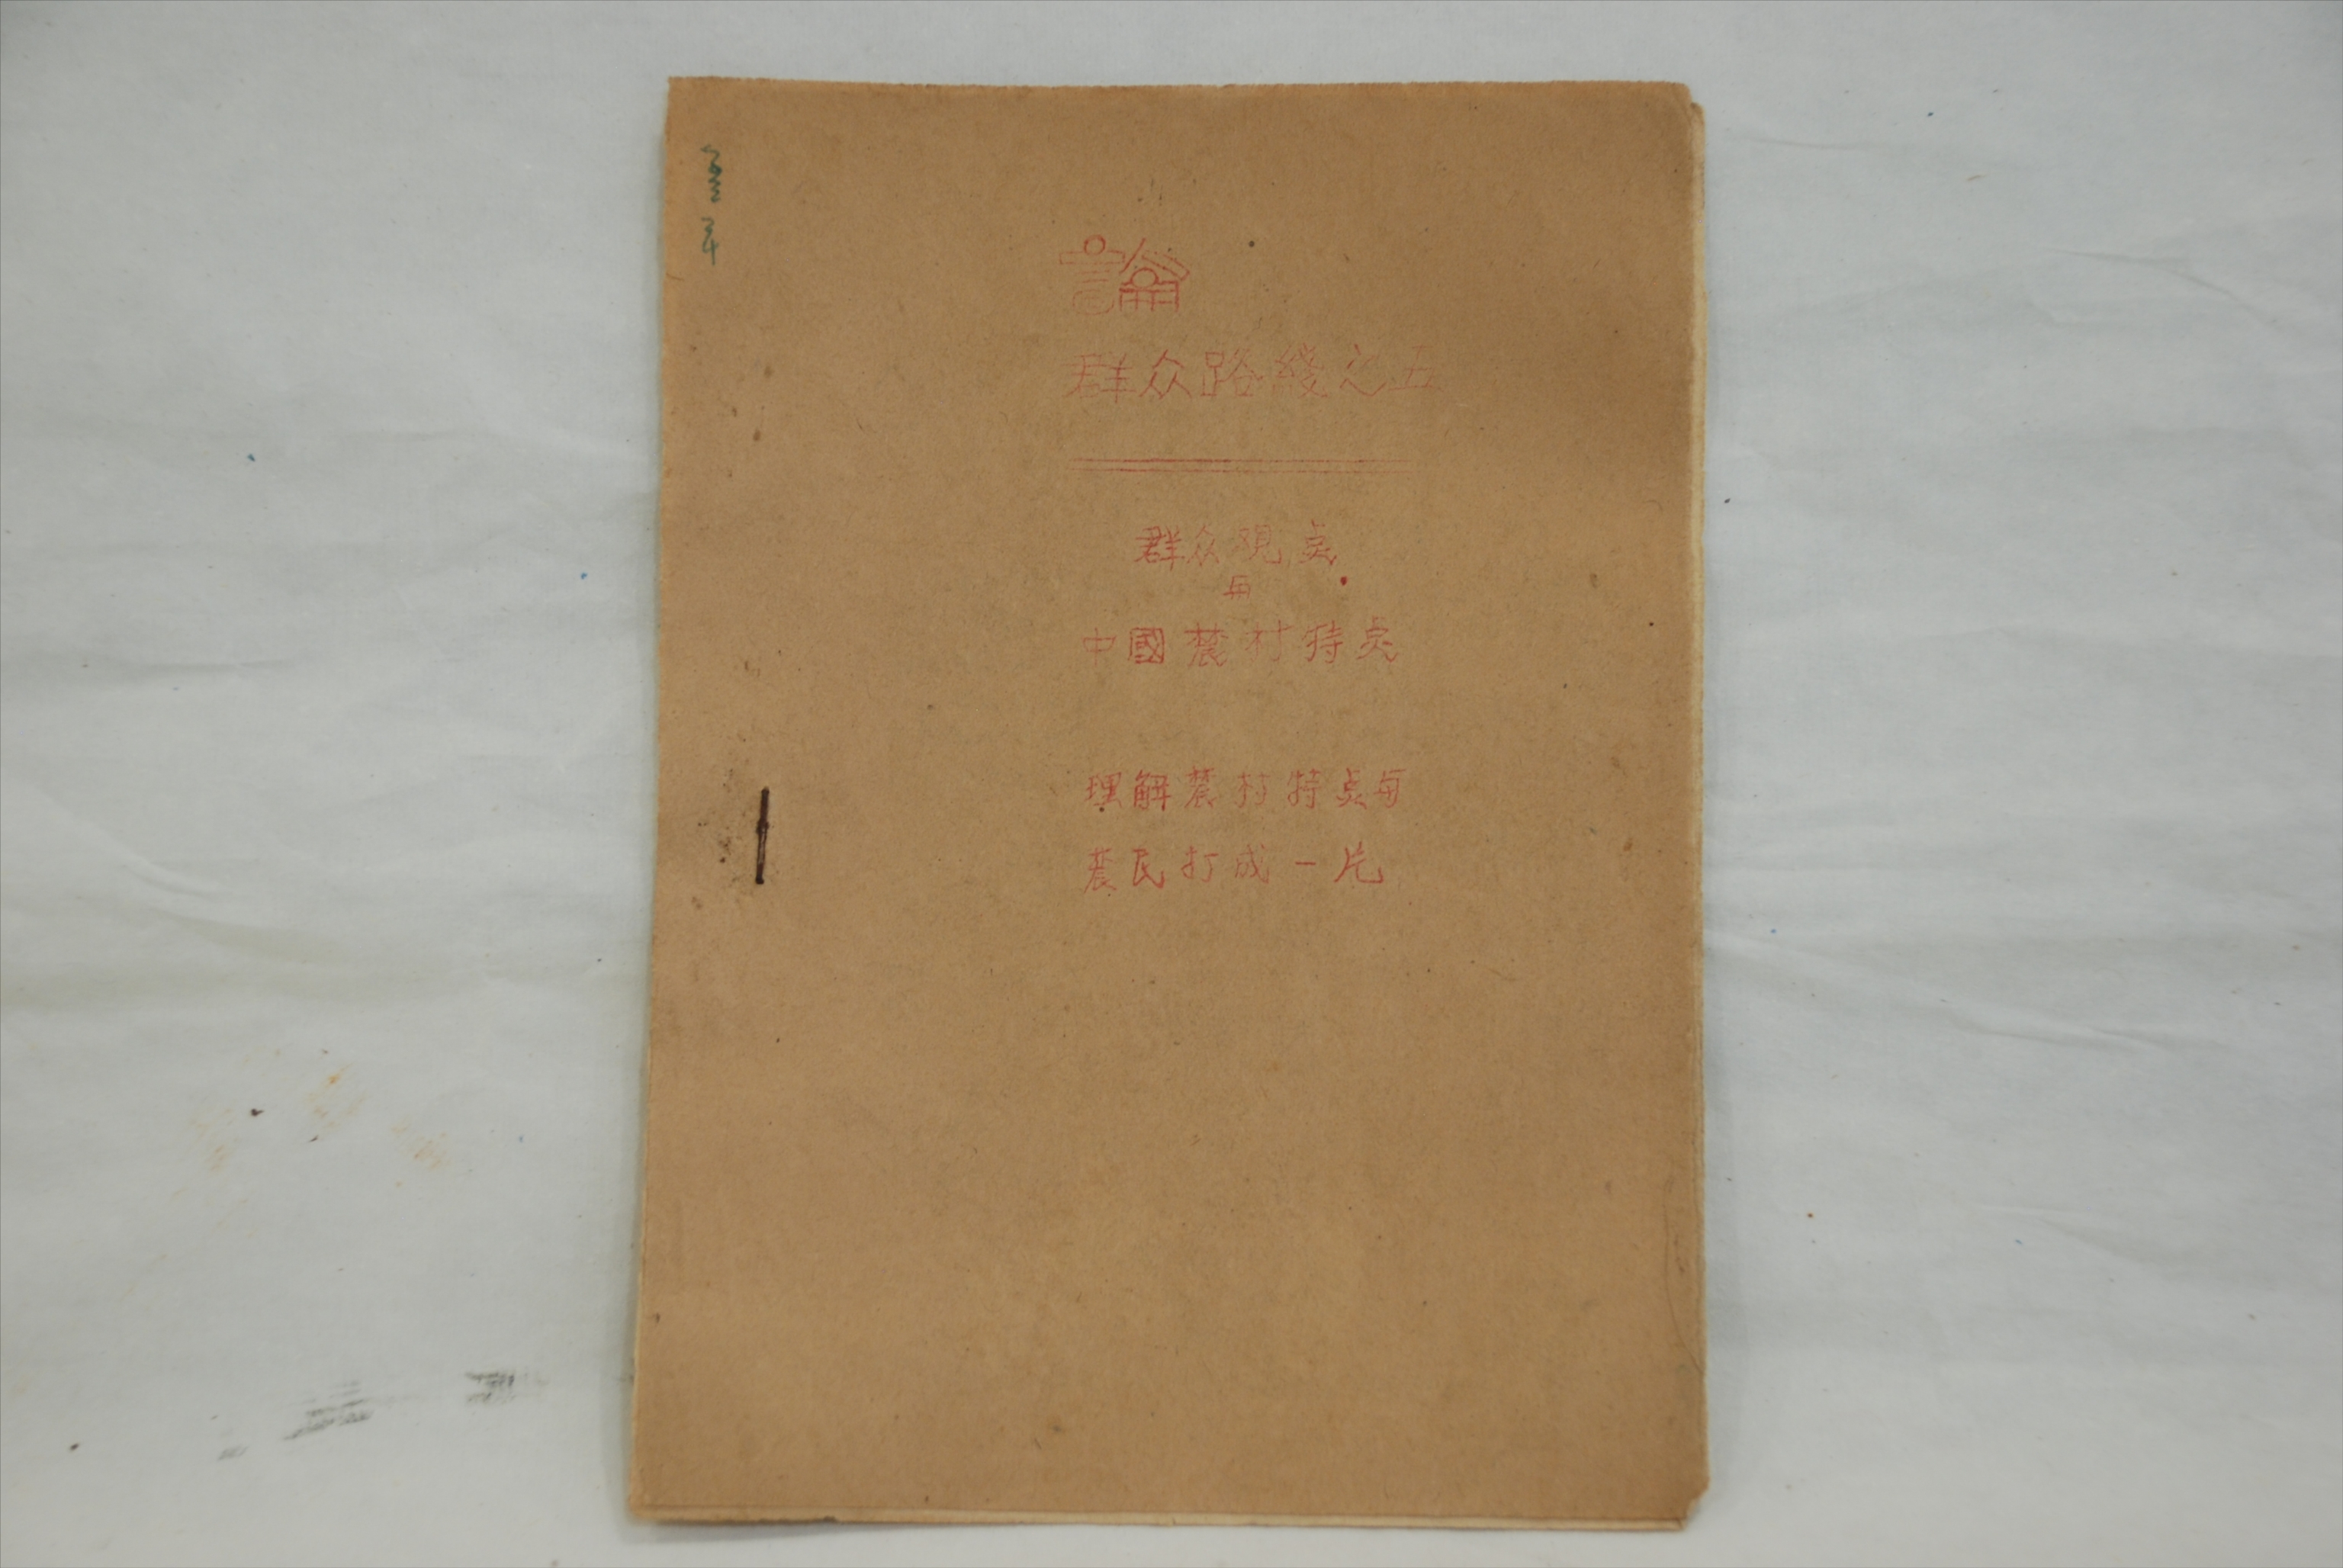 論
群众路綫之五
群众观点
与
中國農村特点
理解農村特点与
農民打成一片